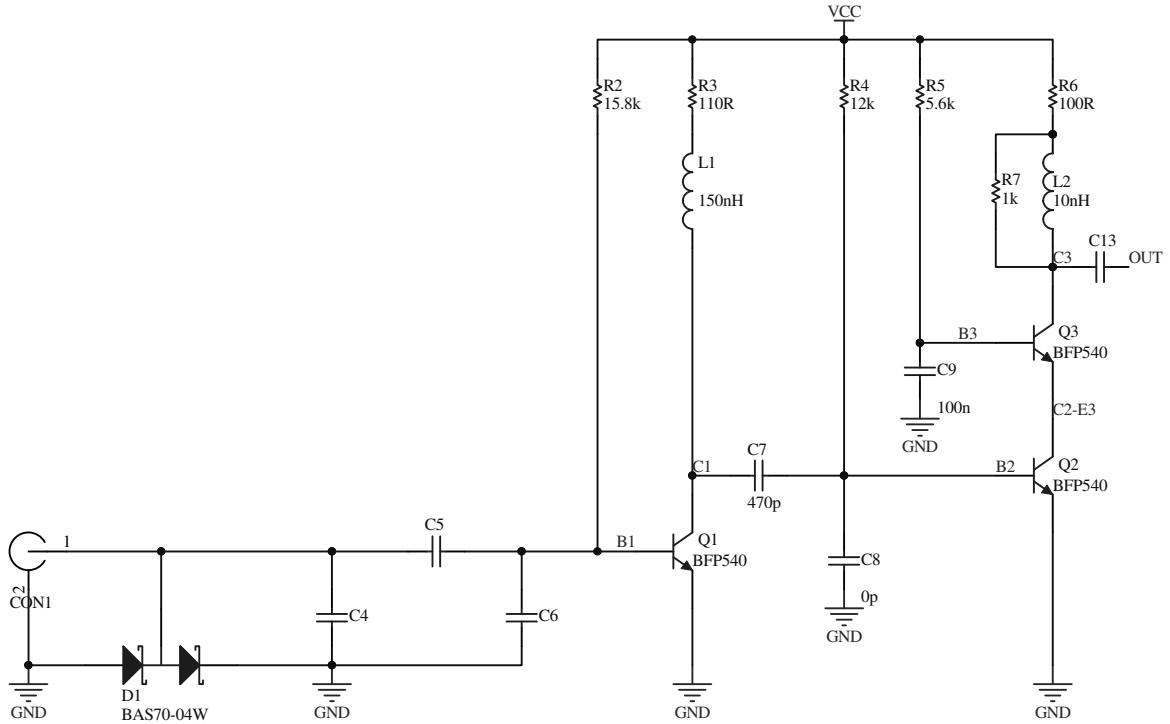 VCC
R2
15.8k
R3
110R
R4
12k
R5
5.6k
R6
100R
L1
150nH
R7
1k
L2
10nH
C3
C13
OUT
B3
Q3
BFP540
C9
100n
GND
C2-E3
C1
C7
470p
B2
Q2
BFP540
1
C5
B1
Q1
BFP540
C8
0p
GND
2
CON1
C4
C6
D1
BAS70-04W
GND
GND
GND
GND